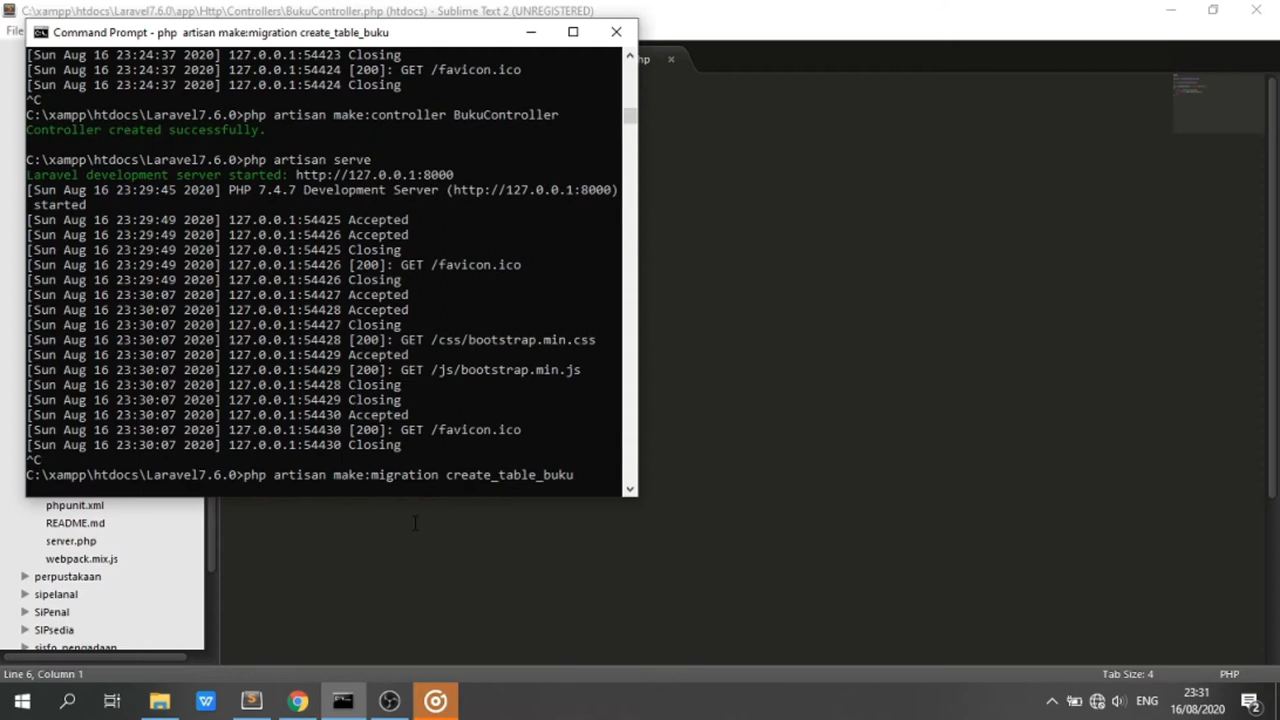 C:\xampp\htdocs\Laravel7.6.0\app\Http\Controllers\BukuController.php (htdocs) - Sublime Text 2 (UNREGISTERED)
Command Prompt - php  artisan make:migration create_table_buku
hp
[Sun Aug 16 23:24:37 2020] 127.0.0.1:54423 Closing
[Sun Aug 16 23:24:37 2020] 127.0.0.1:54424 [200]: GET /favicon.ico
[Sun Aug 16 23:24:37 2020] 127.0.0.1:54424 Closing
^C
C:\xampp\htdocs\Laravel7.6.0>php artisan make:controller BukuController
Controller created successfully.
C:\xampp\htdocs\Laravel7.6.0>php artisan serve
Laravel development server started: http://127.0.0.1:8000
[Sun Aug 16 23:29:45 2020] PHP 7.4.7 Development Server (http://127.0.0.1:8000)
started
[Sun Aug 16 23:29:49 2020] 127.0.0.1:54425 Accepted
[Sun Aug 16 23:29:49 2020] 127.0.0.1:54426 Accepted
[Sun Aug 16 23:29:49 2020] 127.0.0.1:54425 Closing
[Sun Aug 16 23:29:49 2020] 127.0.0.1:54426 [200]: GET /favicon.ico
[Sun Aug 16 23:29:49 2020] 127.0.0.1:54426 Closing
[Sun Aug 16 23:30:07 2020] 127.0.0.1:54427 Accepted
[Sun Aug 16 23:30:07 2020] 127.0.0.1:54428 Accepted
[Sun Aug 16 23:30:07 2020] 127.0.0.1:54427 Closing
[Sun Aug 16 23:30:07 2020] 127.0.0.1:54428 [200]: GET /css/bootstrap.min.css
[Sun Aug 16 23:30:07 2020] 127.0.0.1:54429 Accepted
[Sun Aug 16 23:30:07 2020] 127.0.0.1:54429 [200]: GET /js/bootstrap.min.js
[Sun Aug 16 23:30:07 2020] 127.0.0.1:54428 Closing
[Sun Aug 16 23:30:07 2020] 127.0.0.1:54429 Closing
[Sun Aug 16 23:30:07 2020] 127.0.0.1:54430 Accepted
[Sun Aug 16 23:30:07 2020] 127.0.0.1:54430 [200]: GET /favicon.ico
[Sun Aug 16 23:30:07 2020] 127.0.0.1:54430 Closing
^C
C:\xampp\htdocs\Laravel7.6.0>php artisan make:migration create_table_buku
phpunit.xml
README.md
server.php
webpack.mix.js
perpustakaan
sipelanal
SIPenal
SIPsedia
sisfo_pengadaan
Line 6, Column 1
Tab Size: 4
PHP
ENG
23:31
16/08/2020
2